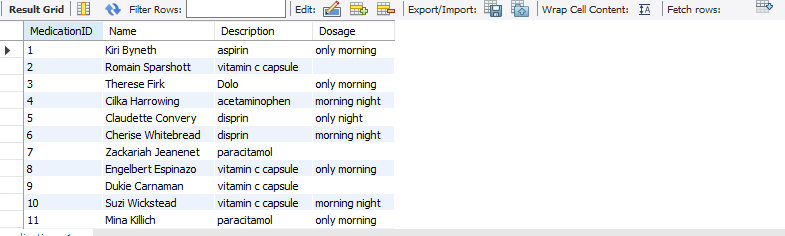 Result Grid Filter Rows: Edit: Export/Import: Wrap Cell Content: Fetch rows:
MedicationID Name Description Dosage
1 Kiri Byneth aspirin only morning
2 Romain Sparshott vitamin c capsule
3 Therese Firk Dolo only morning
4 Cilka Harrowing acetaminophen morning night
5 Claudette Convery disprin only night
6 Cherise Whitebread disprin morning night
7 Zackariah Jeanenet paracitamol
8 Engelbert Espinazo vitamin c capsule only morning
9 Dukie Carnaman vitamin c capsule
10 Suzi Wickstead vitamin c capsule morning night
11 Mina Killich paracitamol only morning